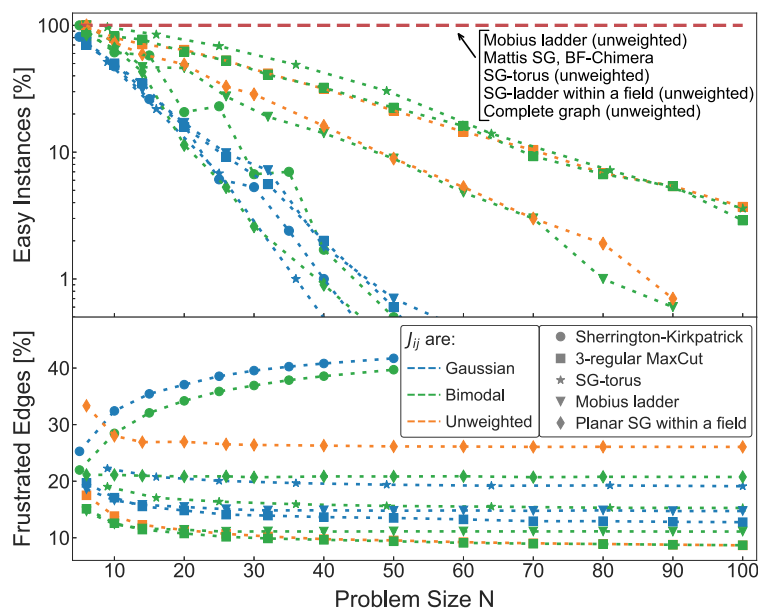 Easy Instances [%]
100
10
1
Mobius ladder (unweighted)
Mattis SG, BF-Chimera
SG-torus (unweighted)
SG-ladder within a field (unweighted)
Complete graph (unweighted)
Frustrated Edges [%]
40
30
20
10
J_ij are:
Gaussian
Bimodal
Unweighted
Sherrington-Kirkpatrick
3-regular MaxCut
SG-torus
Mobius ladder
Planar SG within a field
10 20 30 40 50 60 70 80 90 100
Problem Size N